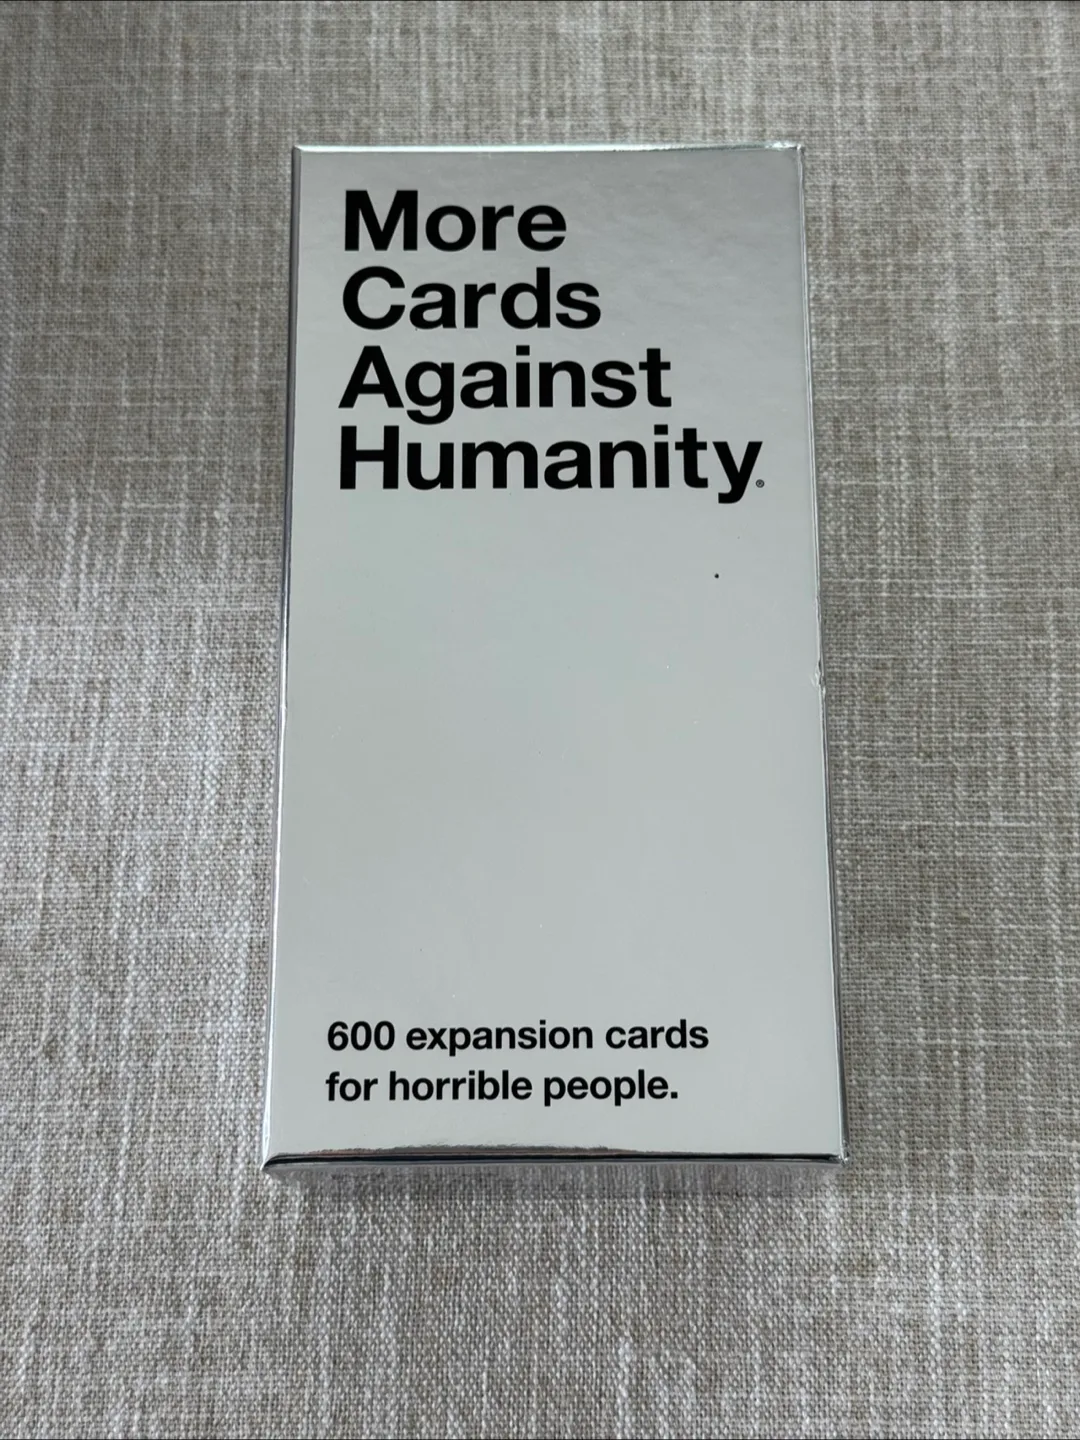 More
Cards
Against
Humanity.®
600 expansion cards
for horrible people.